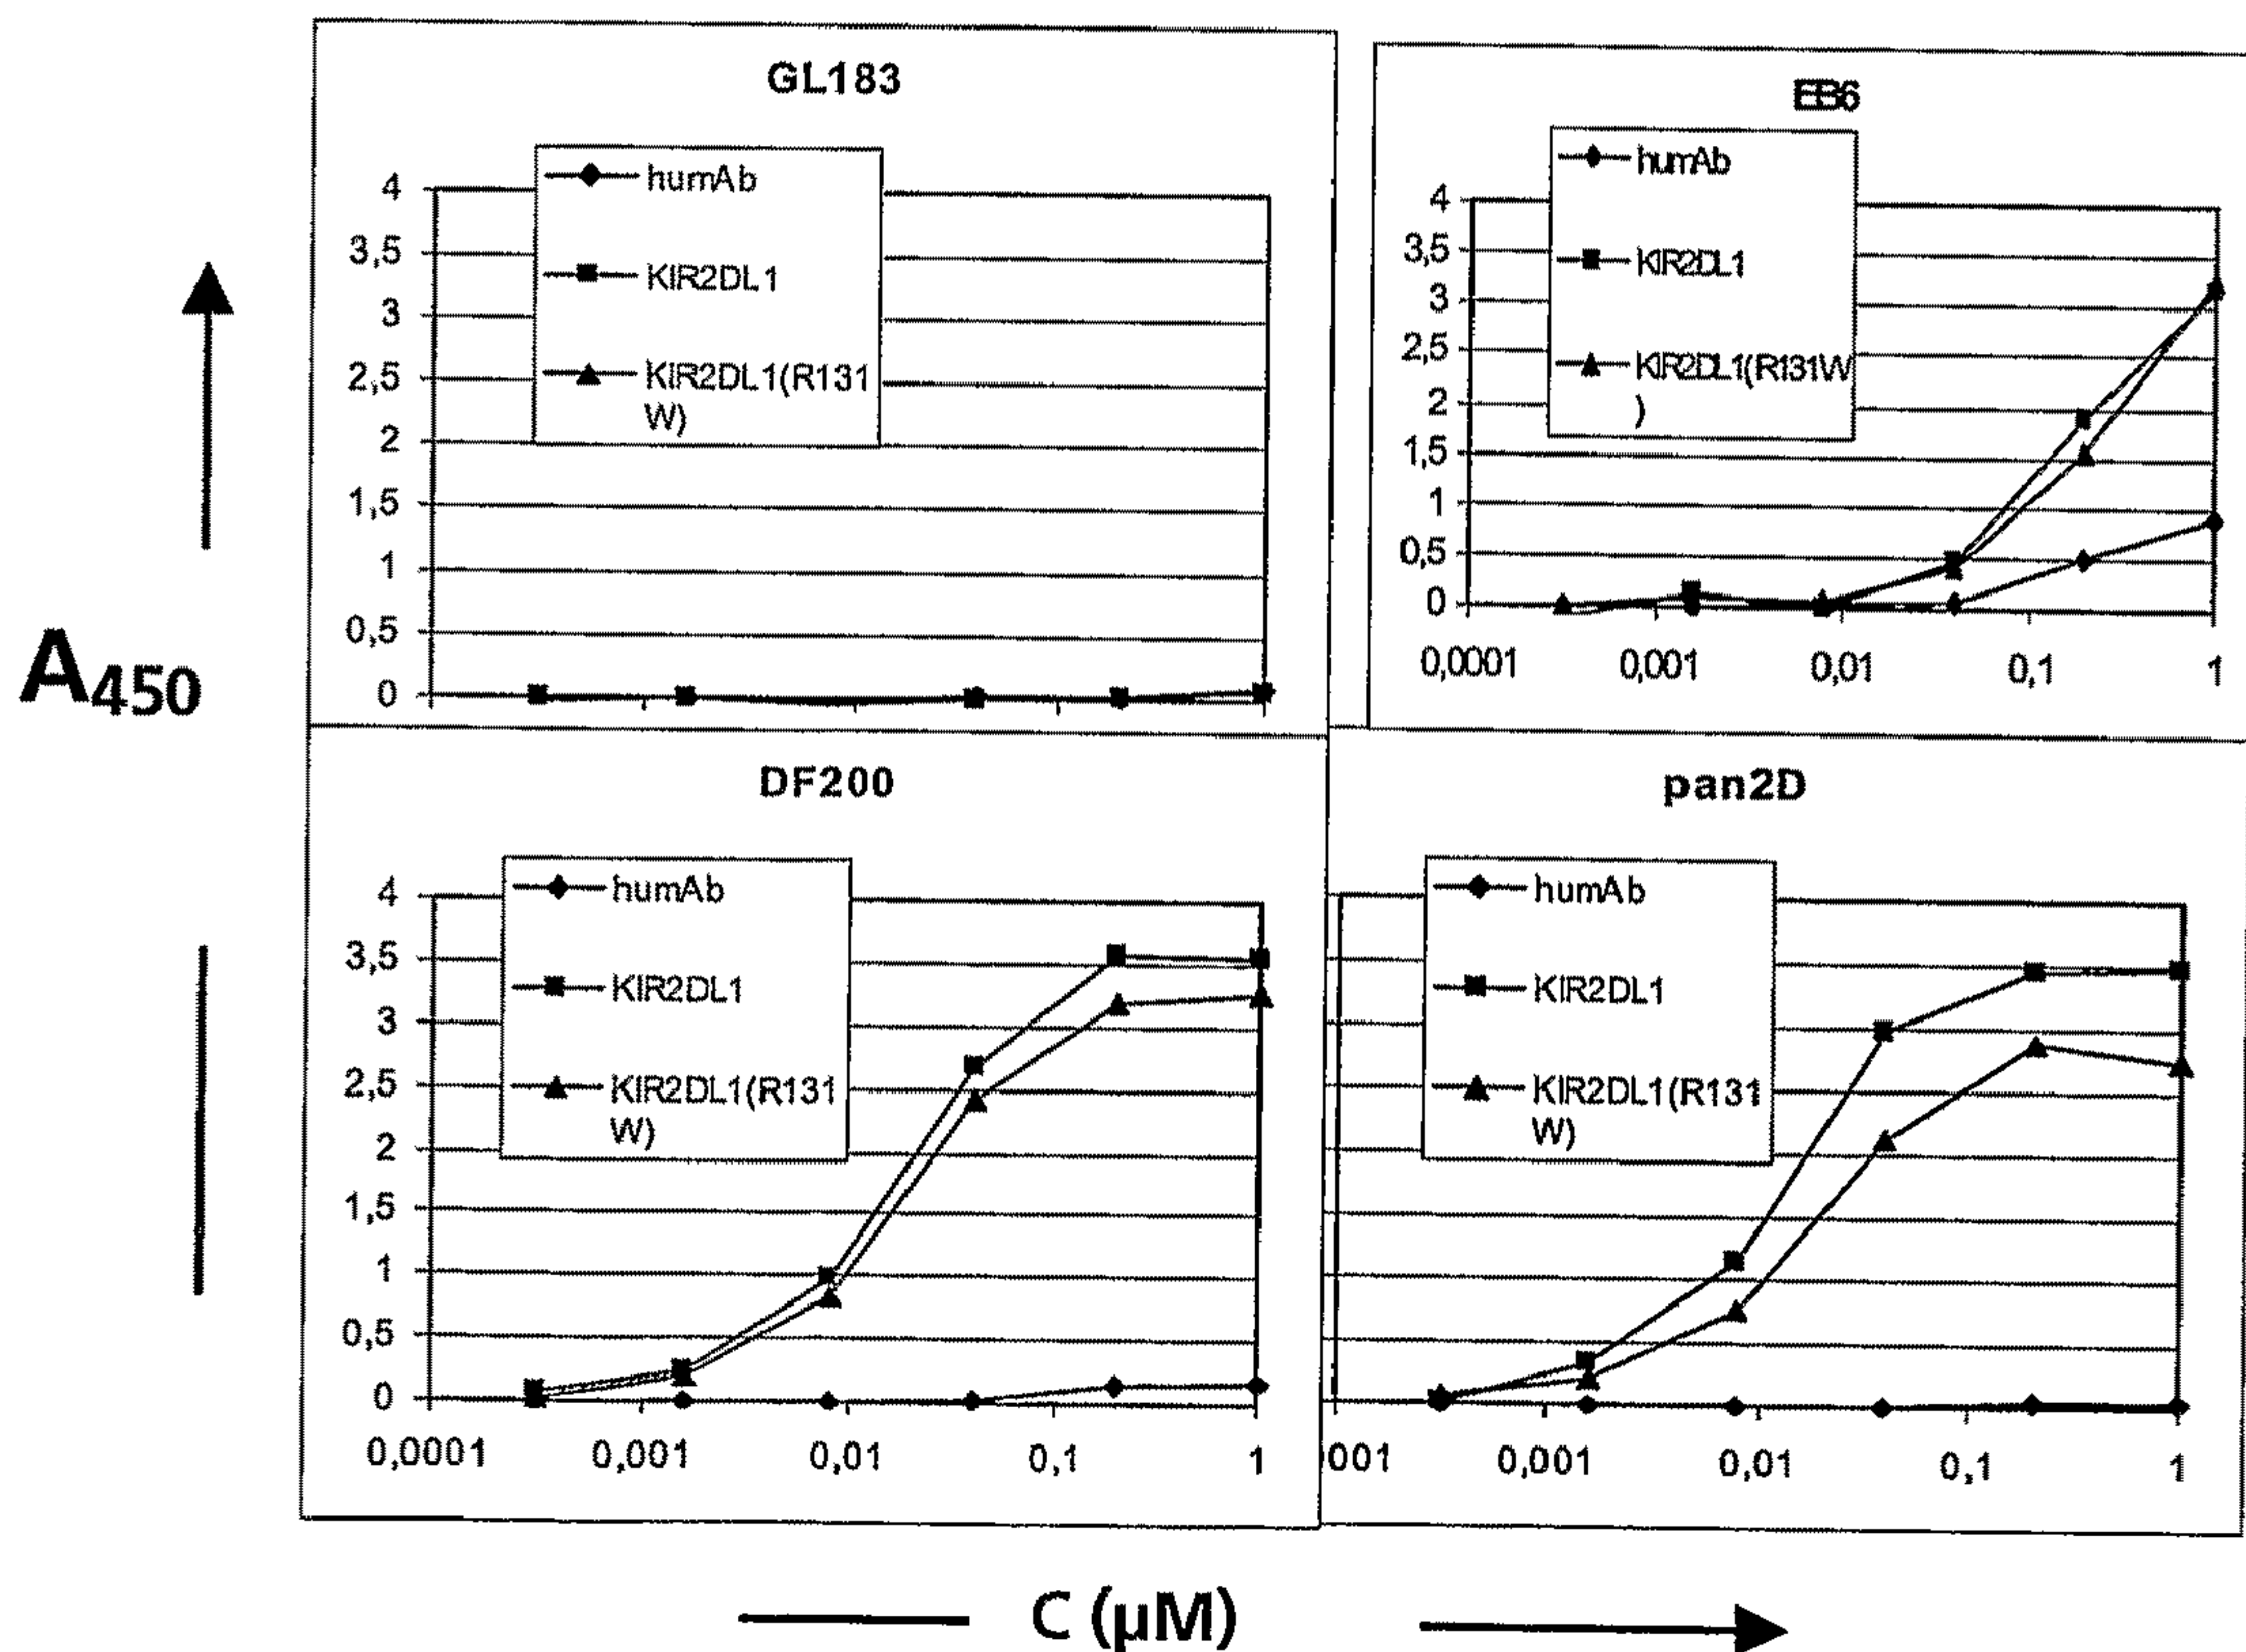 GL183
humAb
KIR2DL1
KIR2DL1(R131
W)
4
3,5
3
2,5
2
1,5
1
0,5
0
EB6
humAb
KIR2DL1
KIR2DL1(R131W
)
4
3,5
3
2,5
2
1,5
1
0,5
0
0,0001 0,001 0,01 0,1 1
A450
DF200
humAb
KIR2DL1
KIR2DL1(R131
W)
4
3,5
3
2,5
2
1,5
1
0,5
0
0,0001 0,001 0,01 0,1 1
pan2D
humAb
KIR2DL1
KIR2DL1(R131
W)
001 0,001 0,01 0,1 1
C (µM)